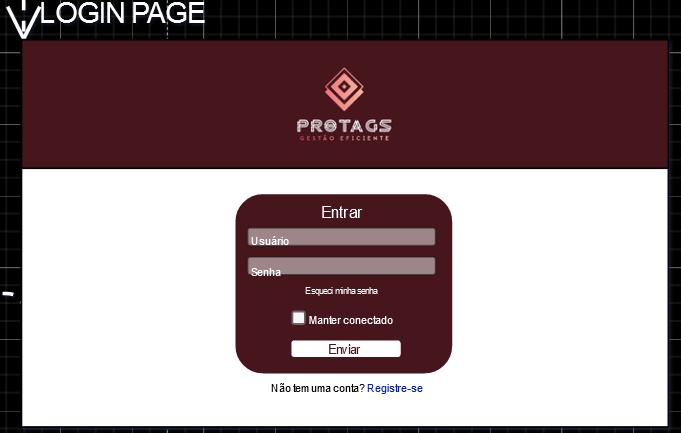 LOGIN PAGE
PROTAGS
GESTÃO EFICIENTE
Entrar
Usuário
Senha
Esqueci minha senha
Manter conectado
Enviar
Não tem uma conta? Registre-se